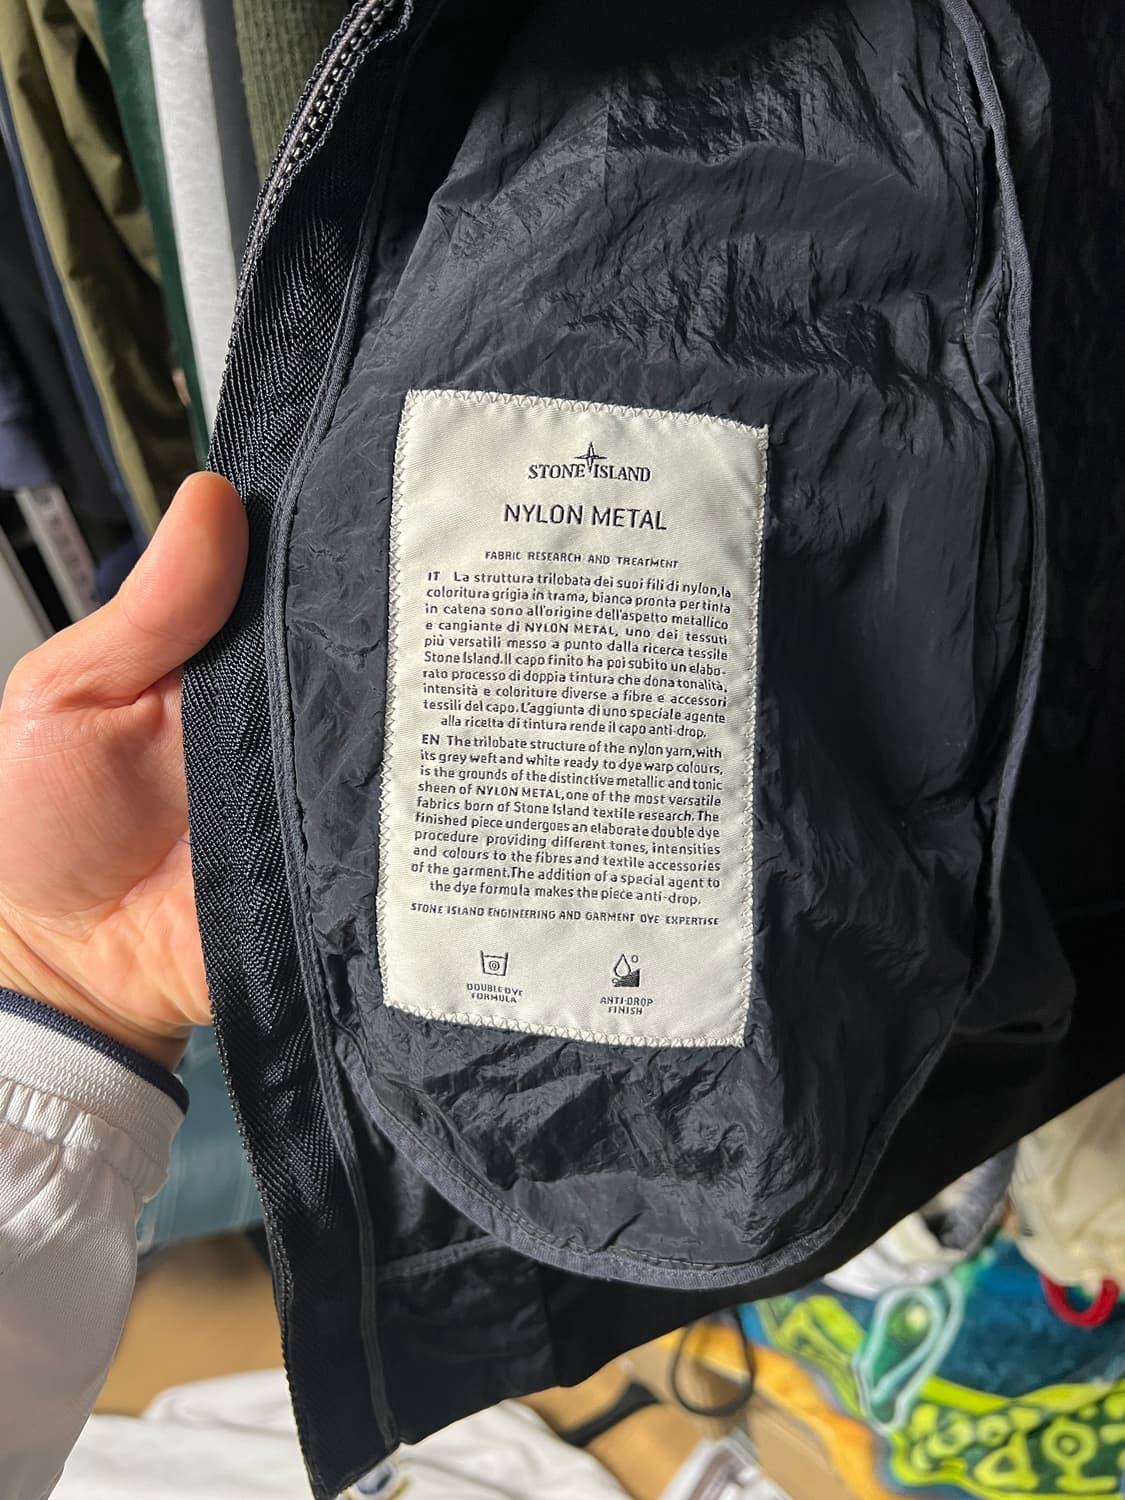 STONE ISLAND
NYLON METAL
FABRIC RESEARCH AND TREATMENT
IT La struttura trilobata dei suoi fili di nylon, la
coloritura grigia in trama, bianca pronta per tinta
in catena sono all'origine dell'aspetto metallico
e cangiante di NYLON METAL, uno dei tessuti
più versatili messo a punto dalla ricerca tessile
Stone Island. Il capo finito ha poi subito un elabo-
rato processo di doppia tintura che dona tonalità,
intensità e coloriture diverse a fibre e accessori
tessili del capo. L'aggiunta di uno speciale agente
alla ricetta di tintura rende il capo anti-drop.
EN The trilobate structure of the nylon yarn, with
its grey weft and white ready to dye warp colours,
is the grounds of the distinctive metallic and tonic
sheen of NYLON METAL, one of the most versatile
fabrics born of Stone Island textile research. The
finished piece undergoes an elaborate double dye
procedure providing different tones, intensities
and colours to the fibres and textile accessories
of the garment. The addition of a special agent to
the dye formula makes the piece anti-drop.
STONE ISLAND ENGINEERING AND GARMENT DYE EXPERTISE
DOUBLE DYE
FORMULA
ANTI-DROP
FINISH